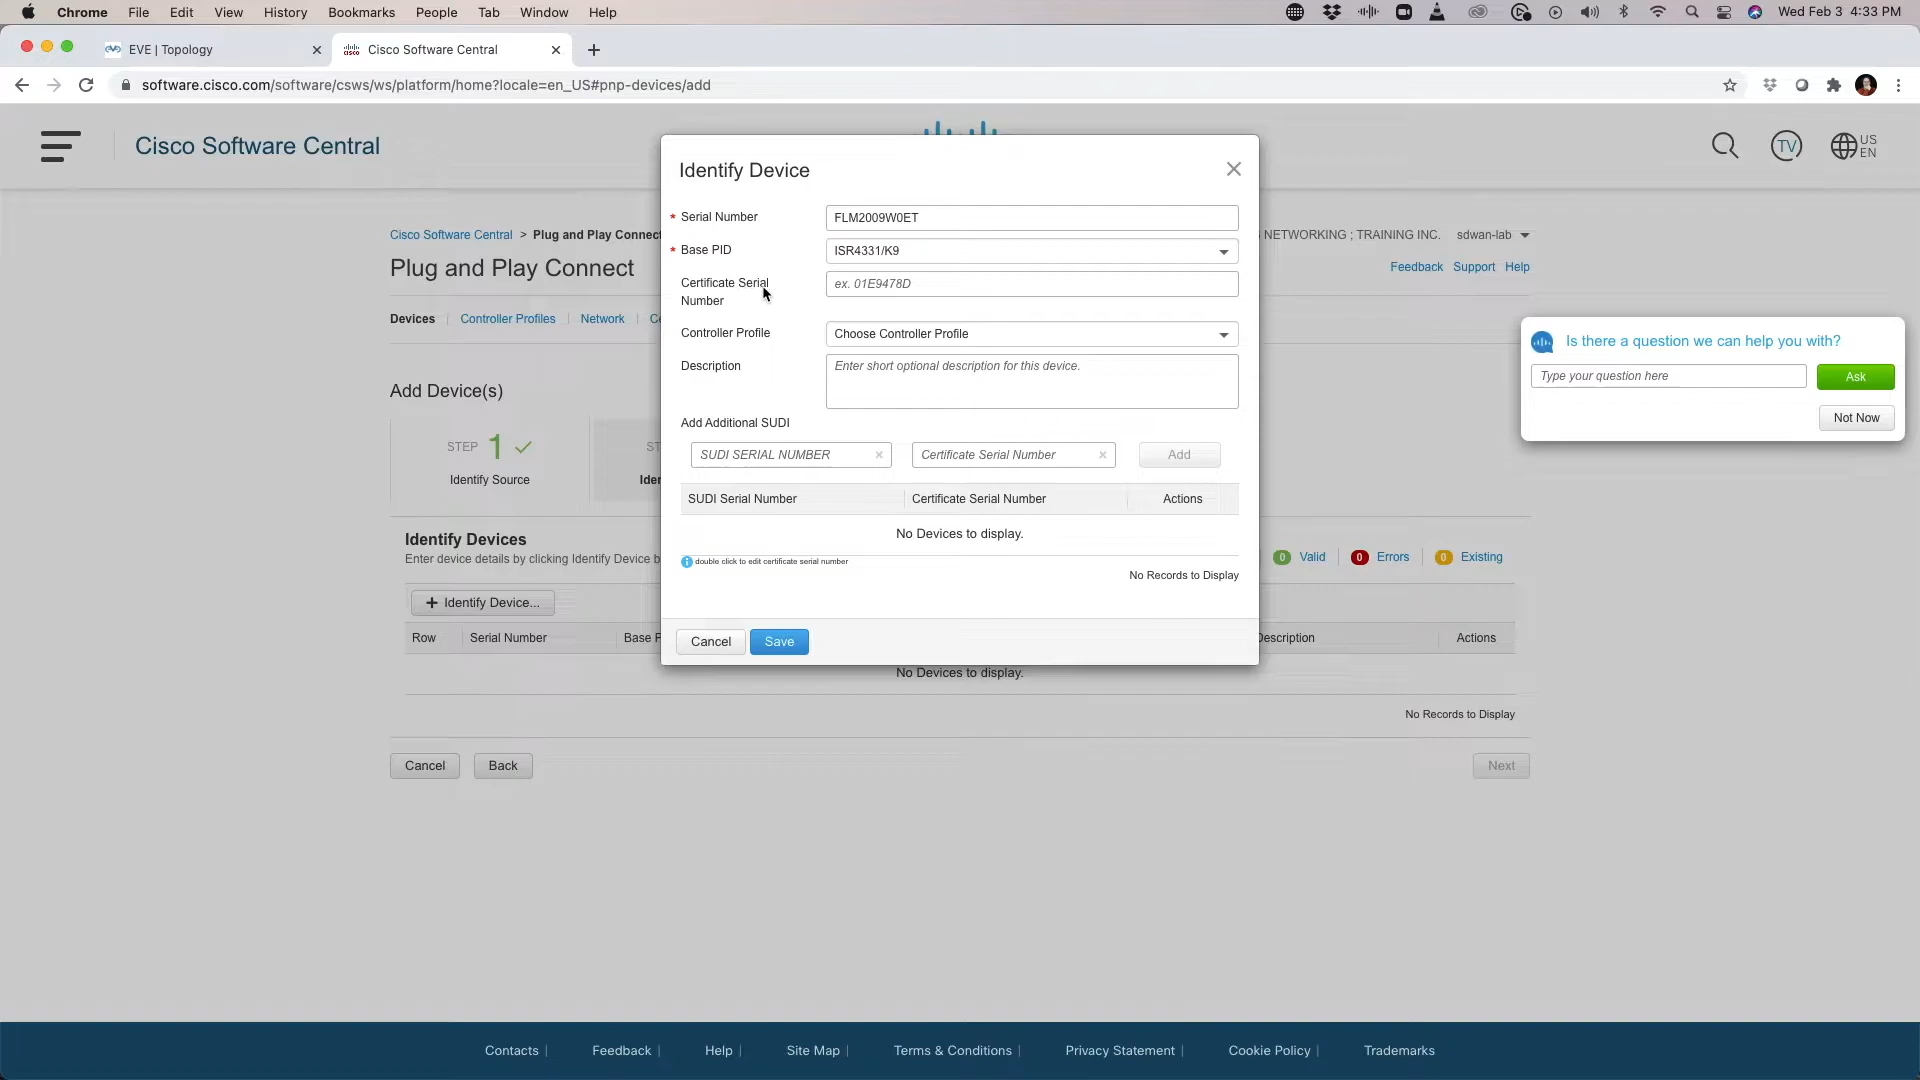 Chrome File Edit View History Bookmarks People Tab Window Help Wed Feb 3 4:33 PM
EVE | Topology
Cisco Software Central
software.cisco.com/software/csws/ws/platform/home?locale=en_US#pnp-devices/add
Cisco Software Central
TV
US
EN
Identify Device
* Serial Number FLM2009W0ET
Cisco Software Central > Plug and Play Connect
NETWORKING ; TRAINING INC. sdwan-lab
* Base PID ISR4331/K9
Plug and Play Connect
Feedback Support Help
Certificate Serial
Number
ex. 01E9478D
Devices Controller Profiles Network
Controller Profile Choose Controller Profile
Description Enter short optional description for this device.
Is there a question we can help you with?
Type your question here Ask
Not Now
Add Device(s)
Add Additional SUDI
STEP 1
Identify Source
SUDI SERIAL NUMBER Certificate Serial Number Add
SUDI Serial Number Certificate Serial Number Actions
No Devices to display.
double click to edit certificate serial number
No Records to Display
Identify Devices
Enter device details by clicking Identify Device
0 Valid 0 Errors 0 Existing
+ Identify Device...
Cancel Save
Row Serial Number Base Description Actions
No Devices to display.
No Records to Display
Cancel Back Next
Contacts | Feedback | Help | Site Map | Terms & Conditions | Privacy Statement | Cookie Policy | Trademarks